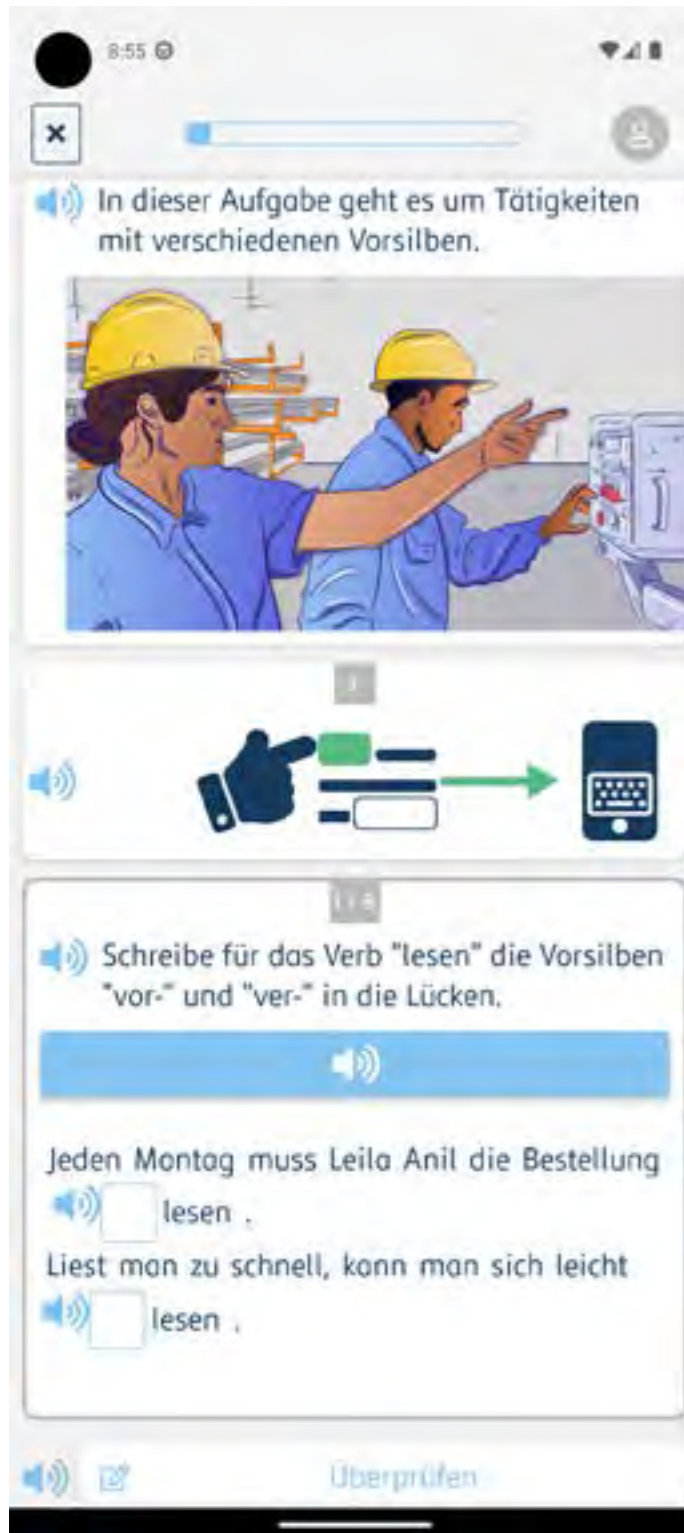 8:55
In dieser Aufgabe geht es um Tätigkeiten
mit verschiedenen Vorsilben.
Schreibe für das Verb "lesen" die Vorsilben
"vor-" und "ver-" in die Lücken.
Jeden Montag muss Leila Anil die Bestellung
lesen .
Liest man zu schnell, kann man sich leicht
lesen .
Überprüfen